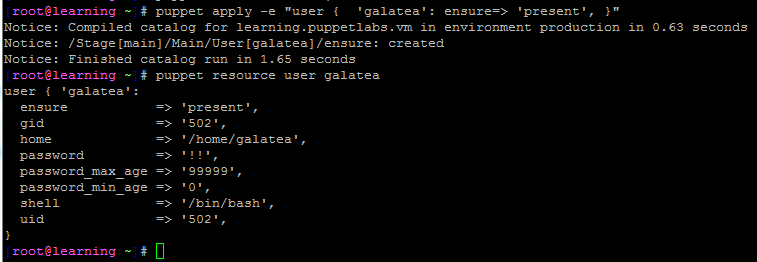 [root@learning ~]# puppet apply -e "user {  'galatea': ensure=> 'present', }"
Notice: Compiled catalog for learning.puppetlabs.vm in environment production in 0.63 seconds
Notice: /Stage[main]/Main/User[galatea]/ensure: created
Notice: Finished catalog run in 1.65 seconds
[root@learning ~]# puppet resource user galatea
user { 'galatea':
  ensure           => 'present',
  gid              => '502',
  home             => '/home/galatea',
  password         => '!!',
  password_max_age => '99999',
  password_min_age => '0',
  shell            => '/bin/bash',
  uid              => '502',
}
[root@learning ~]#